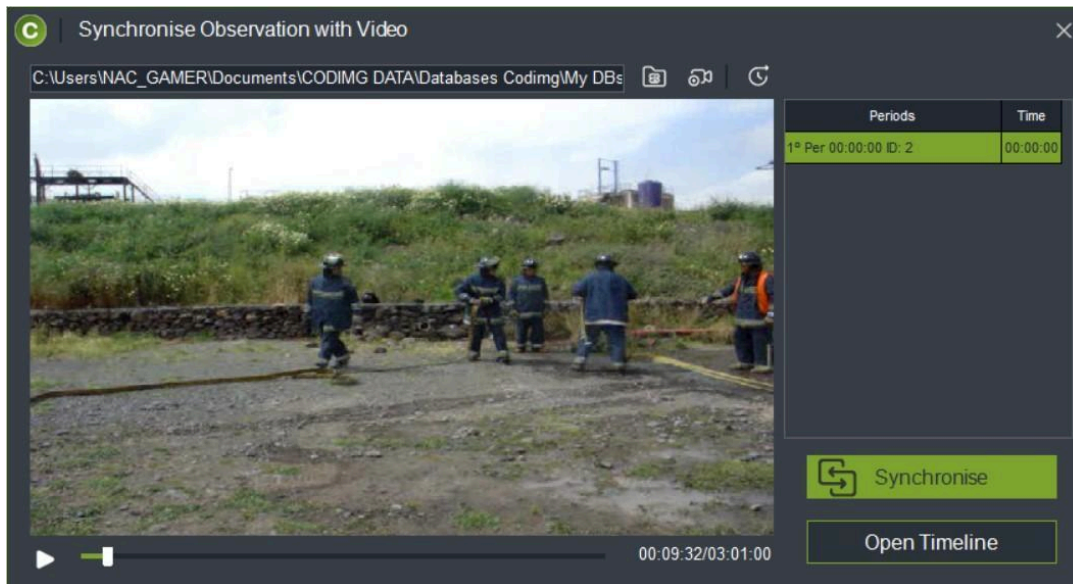 C Synchronise Observation with Video
C:\Users\NAC_GAMER\Documents\CODIMG DATA\Databases Codimg\My DBs
Periods Time
1º Per 00:00:00 ID: 2 00:00:00
Synchronise
00:09:32/03:01:00
Open Timeline